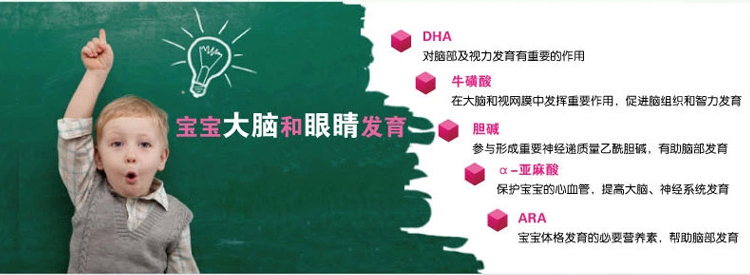 宝宝大脑和眼睛发育
DHA
对脑部及视力发育有重要的作用
牛磺酸
在大脑和视网膜中发挥重要作用，促进脑组织和智力发育
胆碱
参与形成重要神经递质量乙酰胆碱，有助脑部发育
α-亚麻酸
保护宝宝的心血管，提高大脑、神经系统发育
ARA
宝宝体格发育的必要营养素，帮助脑部发育